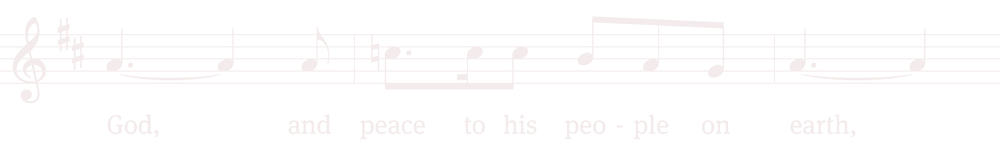 God, and peace to his peo - ple on earth,